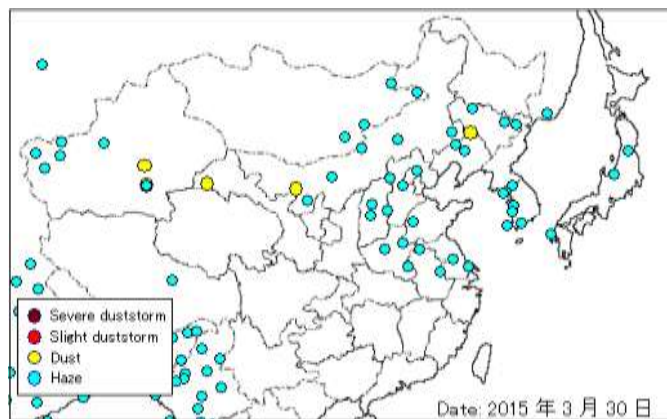 Severe duststorm
Slight duststorm
Dust
Haze
Date: 2015 年 3 月 30 日